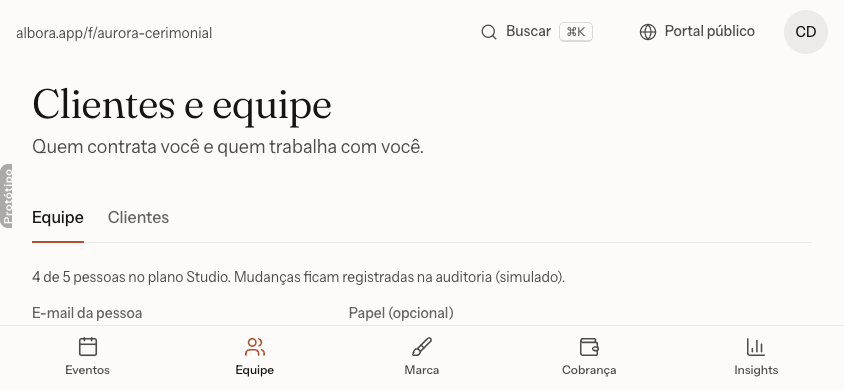 albora.app/f/aurora-cerimonial
Buscar ⌘K
Portal público
CD
Clientes e equipe
Quem contrata você e quem trabalha com você.
Protótipo
Equipe
Clientes
4 de 5 pessoas no plano Studio. Mudanças ficam registradas na auditoria (simulado).
E-mail da pessoa
Papel (opcional)
Eventos
Equipe
Marca
Cobrança
Insights